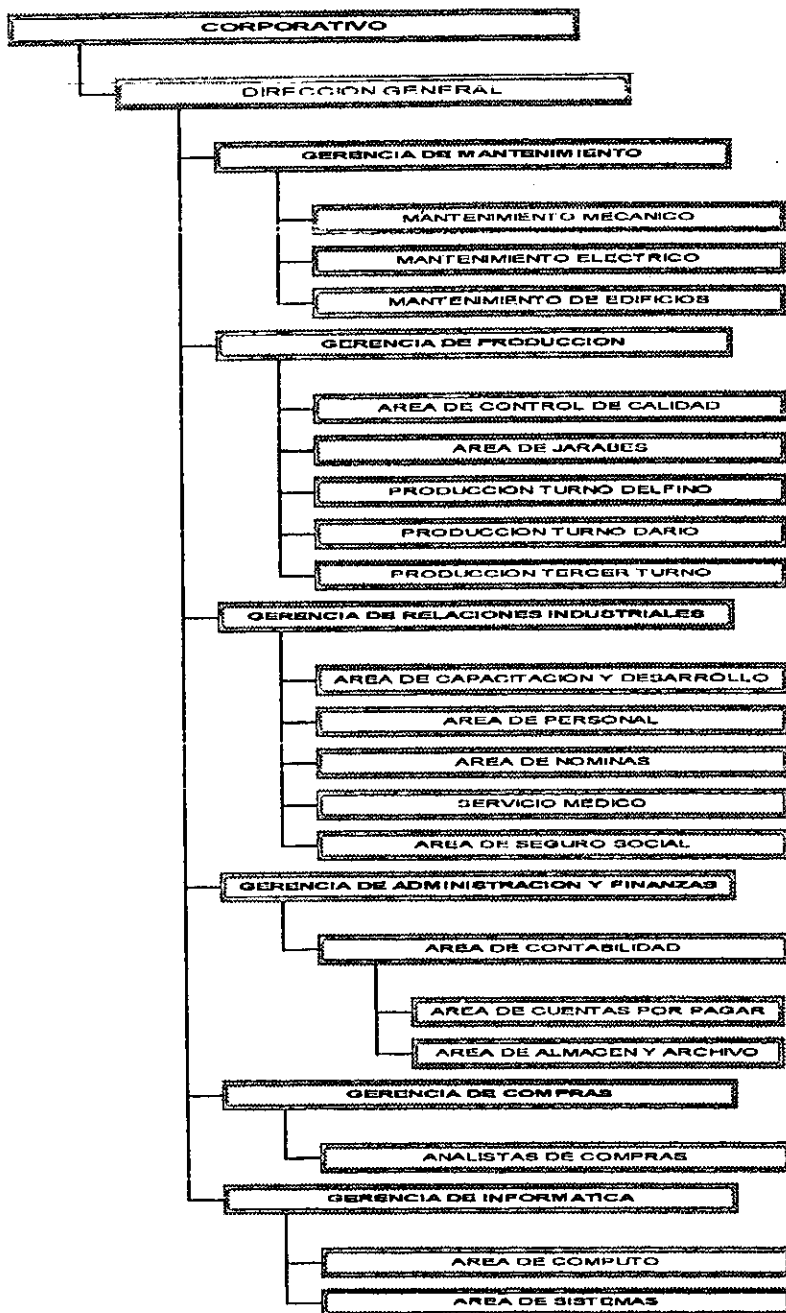 CORPORATIVO
DIRECCION GENERAL
GERENCIA DE MANTENIMIENTO
MANTENIMIENTO MECANICO
MANTENIMIENTO ELECTRICO
MANTENIMIENTO DE EDIFICIOS
GERENCIA DE PRODUCCION
AREA DE CONTROL DE CALIDAD
AREA DE JARABES
PRODUCCION TURNO DELFINO
PRODUCCION TURNO DARIO
PRODUCCION TERCER TURNO
GERENCIA DE RELACIONES INDUSTRIALES
AREA DE CAPACITACION Y DESARROLLO
AREA DE PERSONAL
AREA DE NOMINAS
SERVICIO MEDICO
AREA DE SEGURO SOCIAL
GERENCIA DE ADMINISTRACION Y FINANZAS
AREA DE CONTABILIDAD
AREA DE CUENTAS POR PAGAR
AREA DE ALMACEN Y ARCHIVO
GERENCIA DE COMPRAS
ANALISTAS DE COMPRAS
GERENCIA DE INFORMATICA
AREA DE COMPUTO
AREA DE SISTEMAS